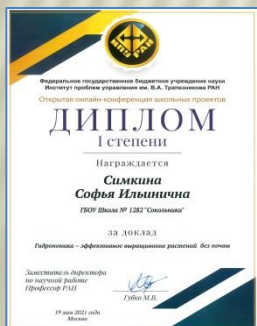 ИПУ РАН
Федеральное государственное бюджетное учреждение науки
Институт проблем управления им. В.А. Трапезникова РАН
Открытая онлайн-конференция школьных проектов
ДИПЛОМ
I степени
Награждается
Симкина
Софья Ильинична
ГБОУ Школа № 1282 "Сокольники"
за доклад
Гидропоника – эффективное выращивание растений без почвы
Заместитель директора
по научной работе
Профессор РАН
Губко М.В.
19 мая 2021 года
Москва